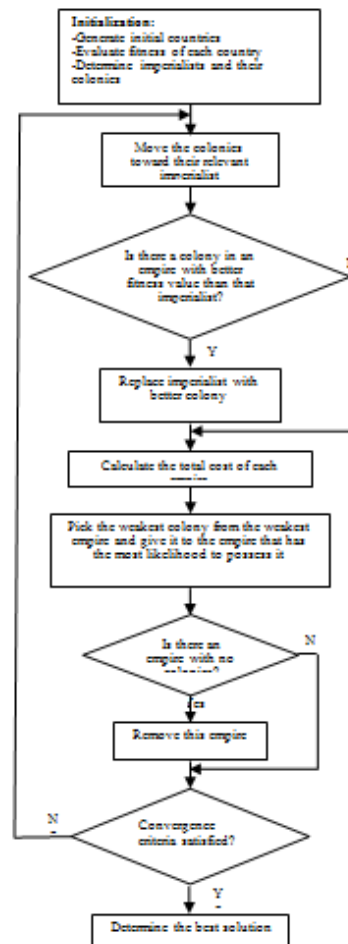 Initialization:
-Generate initial countries
-Evaluate fitness of each country
-Determine imperialists and their
colonies
Move the colonies
toward their relevant
imperialist
Is there a colony in an
empire with better
fitness value than that
imperialist?
Y
Replace imperialist with
better colony
Calculate the total cost of each
empire
Pick the weakest colony from the weakest
empire and give it to the empire that has
the most likelihood to possess it
Is there an
empire with no
colonies?
N
Yes
Remove this empire
N
Convergence
criteria satisfied?
Y
Determine the best solution